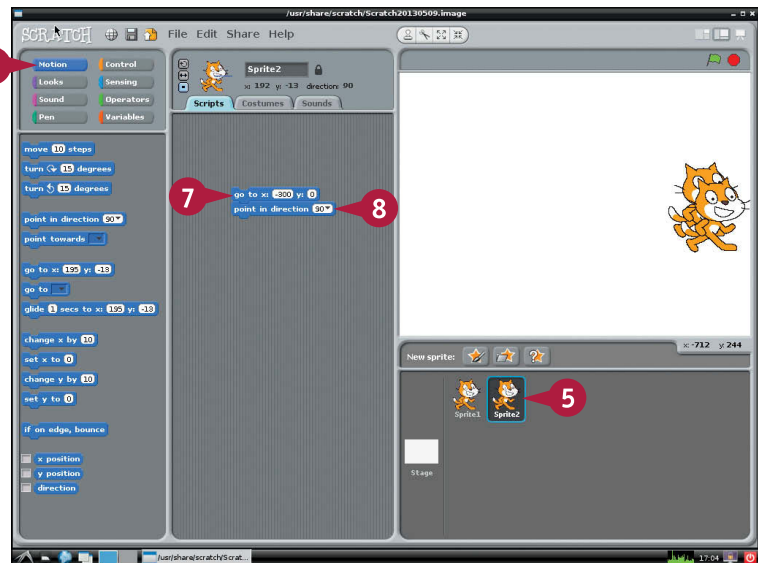 /usr/share/scratch/Scratch20130509.image
SCRATCH File Edit Share Help
Motion Control
Looks Sensing
Sound Operators
Pen Variables
Sprite2
x: 192 y: -13 direction: 90
Scripts Costumes Sounds
move 10 steps
turn 15 degrees
turn 15 degrees
point in direction 90
point towards
go to x: 195 y: -13
go to
glide 1 secs to x: 195 y: -13
change x by 10
set x to 0
change y by 10
set y to 0
if on edge, bounce
x position
y position
direction
7
go to x: -300 y: 0
point in direction 90
8
x: -712 y: 244
New sprite:
Sprite1 Sprite2
5
Stage
/usr/share/scratch/Scrat...
17:04